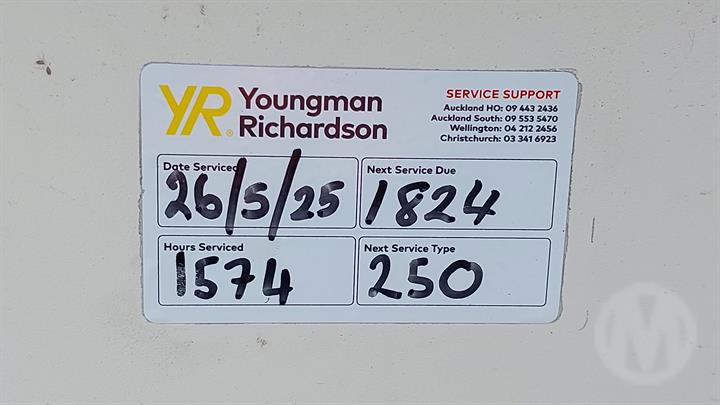 YR® Youngman Richardson
SERVICE SUPPORT
Auckland HO: 09 443 2436
Auckland South: 09 553 5470
Wellington: 04 212 2456
Christchurch: 03 341 6923
Date Serviced
26/5/25
Next Service Due
1824
Hours Serviced
1574
Next Service Type
250
M